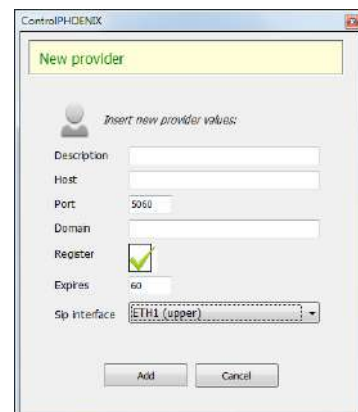 ControlPHOENIX
New provider
Insert new provider values:
Description
Host
Port 5060
Domain
Register
Expires 60
Sip interface ETH1 (upper)
Add Cancel